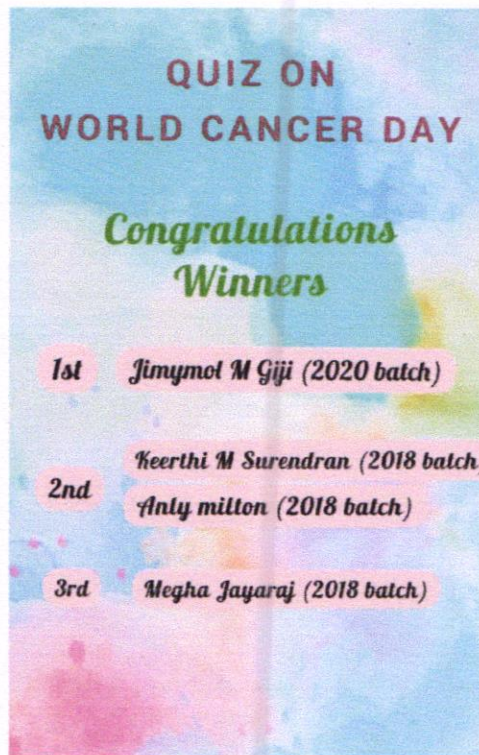 QUIZ ON
WORLD CANCER DAY
Congratulations
Winners
1st Jimymol M Giji (2020 batch)
Keerthi M Surendran (2018 batch)
2nd
Anly milton (2018 batch)
3rd Megha Jayaraj (2018 batch)